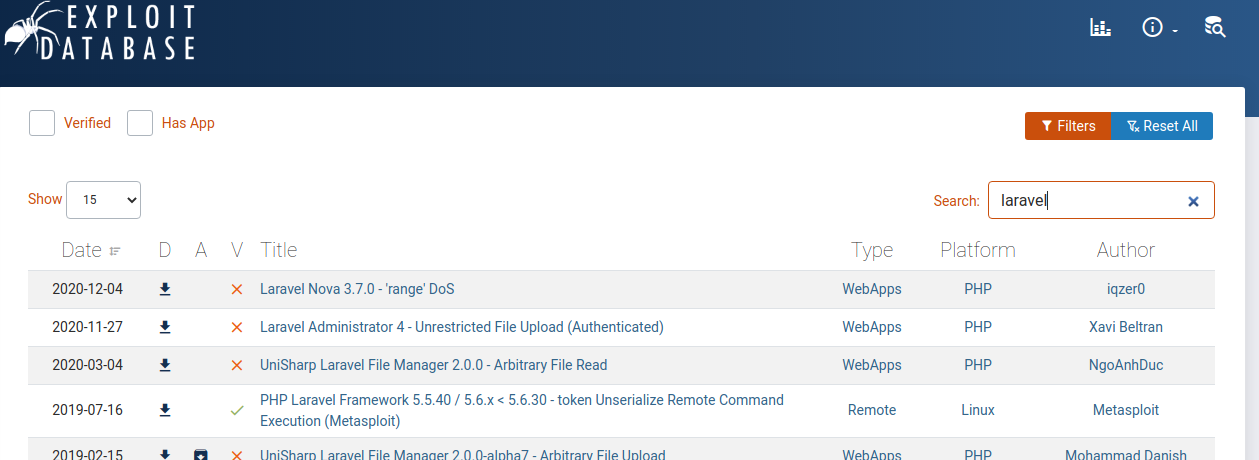 EXPLOIT
DATABASE
Verified Has App
Filters Reset All
Show 15 Search: laravel
Date D A V Title Type Platform Author
2020-12-04 Laravel Nova 3.7.0 - 'range' DoS WebApps PHP iqzer0
2020-11-27 Laravel Administrator 4 - Unrestricted File Upload (Authenticated) WebApps PHP Xavi Beltran
2020-03-04 UniSharp Laravel File Manager 2.0.0 - Arbitrary File Read WebApps PHP NgoAnhDuc
2019-07-16 PHP Laravel Framework 5.5.40 / 5.6.x < 5.6.30 - token Unserialize Remote Command Execution (Metasploit) Remote Linux Metasploit
2019-02-15 UniSharp Laravel File Manager 2.0.0-alpha7 - Arbitrary File Upload WebApps PHP Mohammad Danish